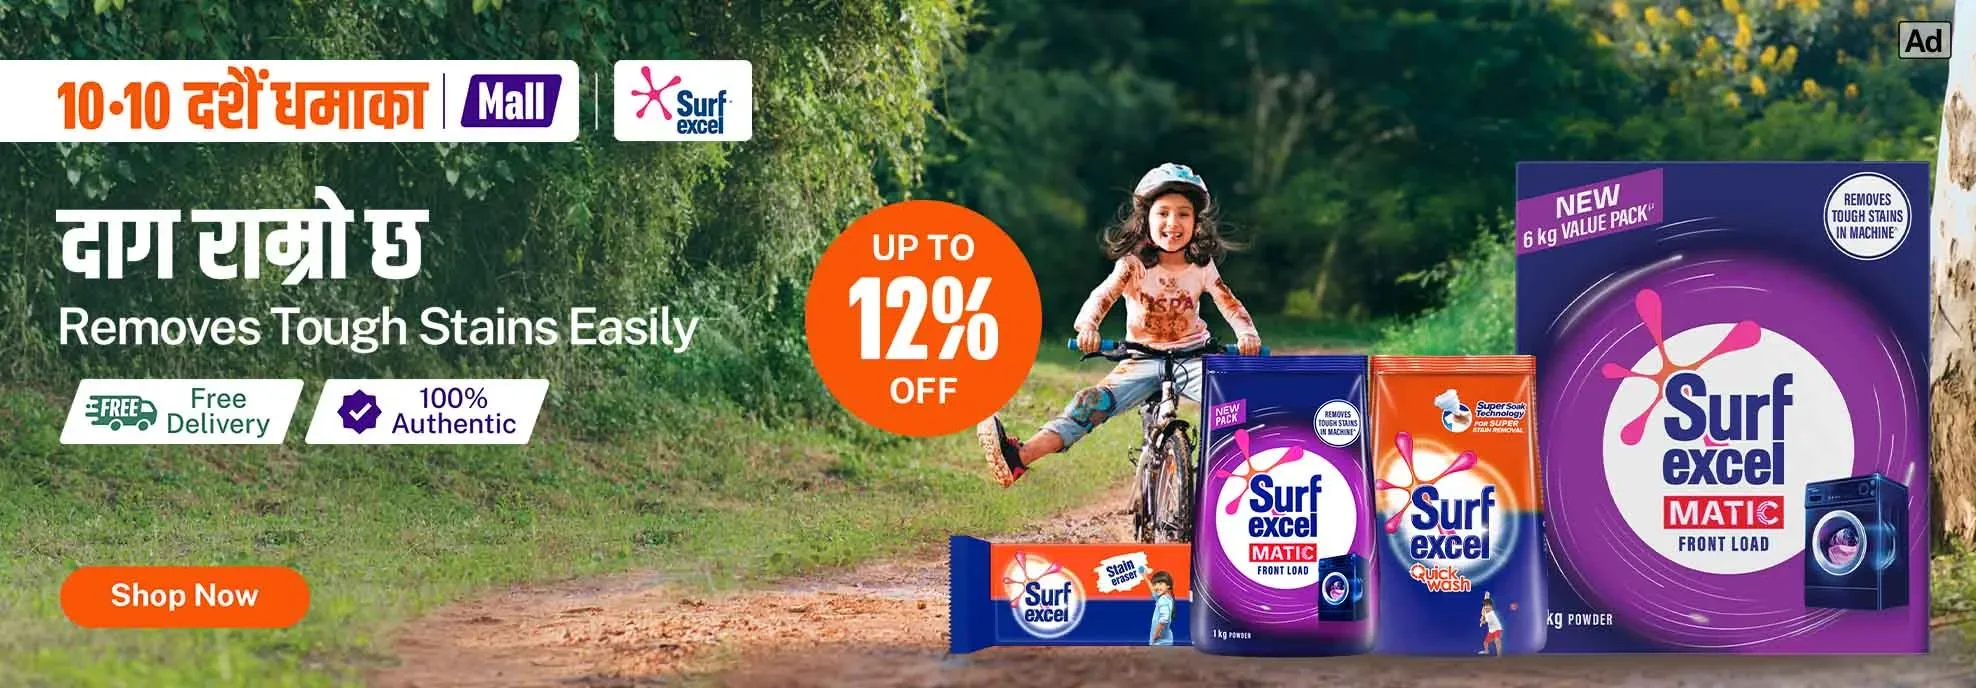 Ad
10·10 दशैं धमाका
Mall
Surf
excel
दाग राम्रो छ
Removes Tough Stains Easily
FREE
Free
Delivery
100%
Authentic
Shop Now
UP TO
12%
OFF
Surf
excel
Stain
eraser
NEW
PACK
REMOVES
TOUGH STAINS
IN MACHINE
Surf
excel
MATIC
FRONT LOAD
1 kg POWDER
Super Soak
Technology
FOR SUPER
STAIN REMOVAL
Surf
excel
Quick
wash
NEW
6 kg VALUE PACK
REMOVES
TOUGH STAINS
IN MACHINE
Surf
excel
MATIC
FRONT LOAD
kg POWDER